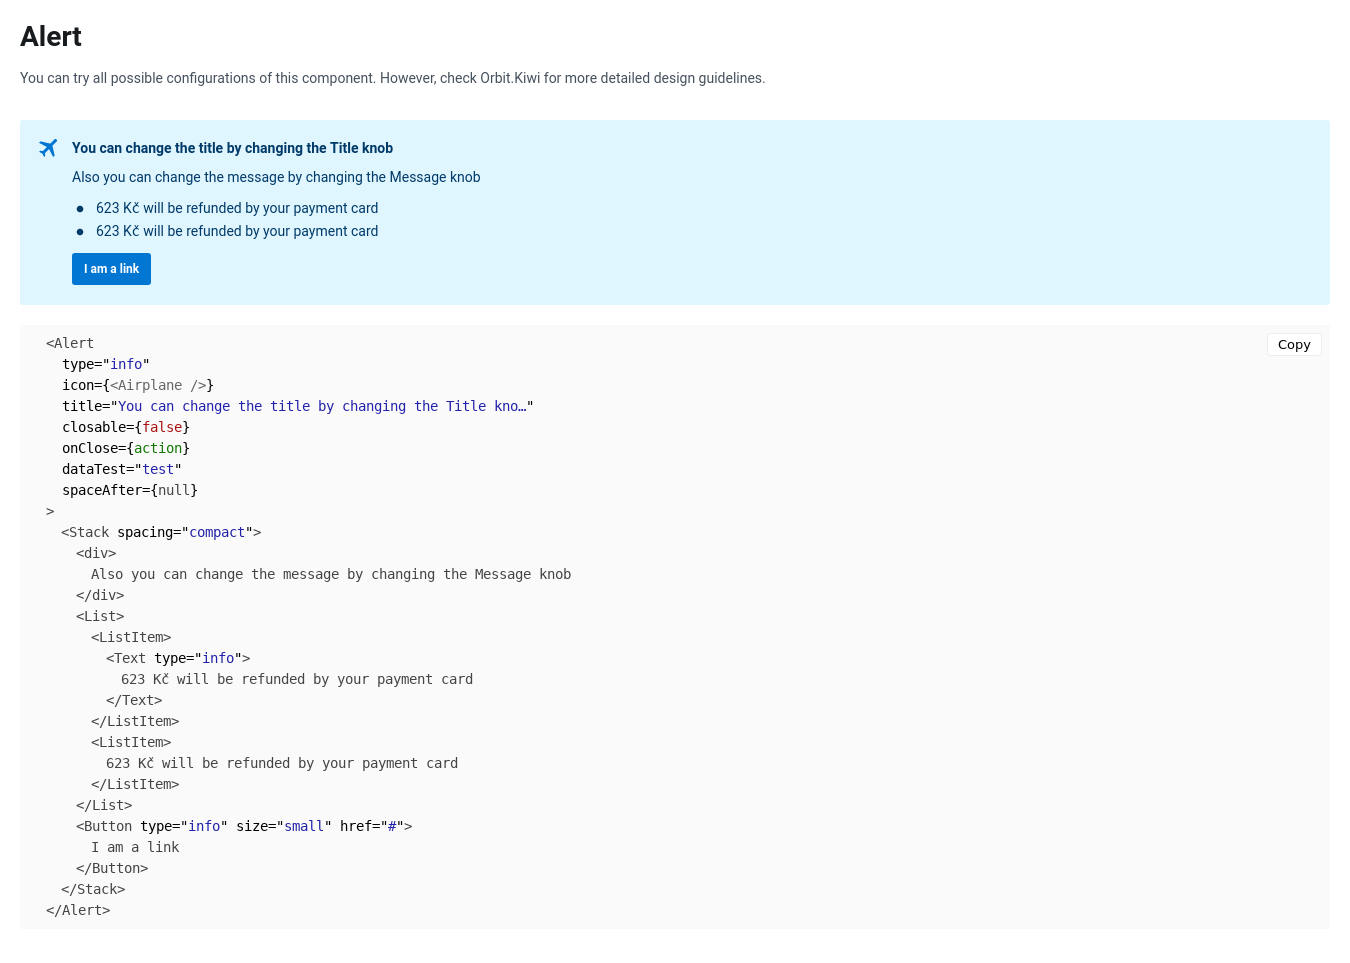 Alert
You can try all possible configurations of this component. However, check Orbit.Kiwi for more detailed design guidelines.
You can change the title by changing the Title knob
Also you can change the message by changing the Message knob
● 623 Kč will be refunded by your payment card
● 623 Kč will be refunded by your payment card
I am a link
Copy
<Alert
type="info"
icon={<Airplane />}
title="You can change the title by changing the Title kno…"
closable={false}
onClose={action}
dataTest="test"
spaceAfter={null}
>
<Stack spacing="compact">
<div>
Also you can change the message by changing the Message knob
</div>
<List>
<ListItem>
<Text type="info">
623 Kč will be refunded by your payment card
</Text>
</ListItem>
<ListItem>
623 Kč will be refunded by your payment card
</ListItem>
</List>
<Button type="info" size="small" href="#">
I am a link
</Button>
</Stack>
</Alert>